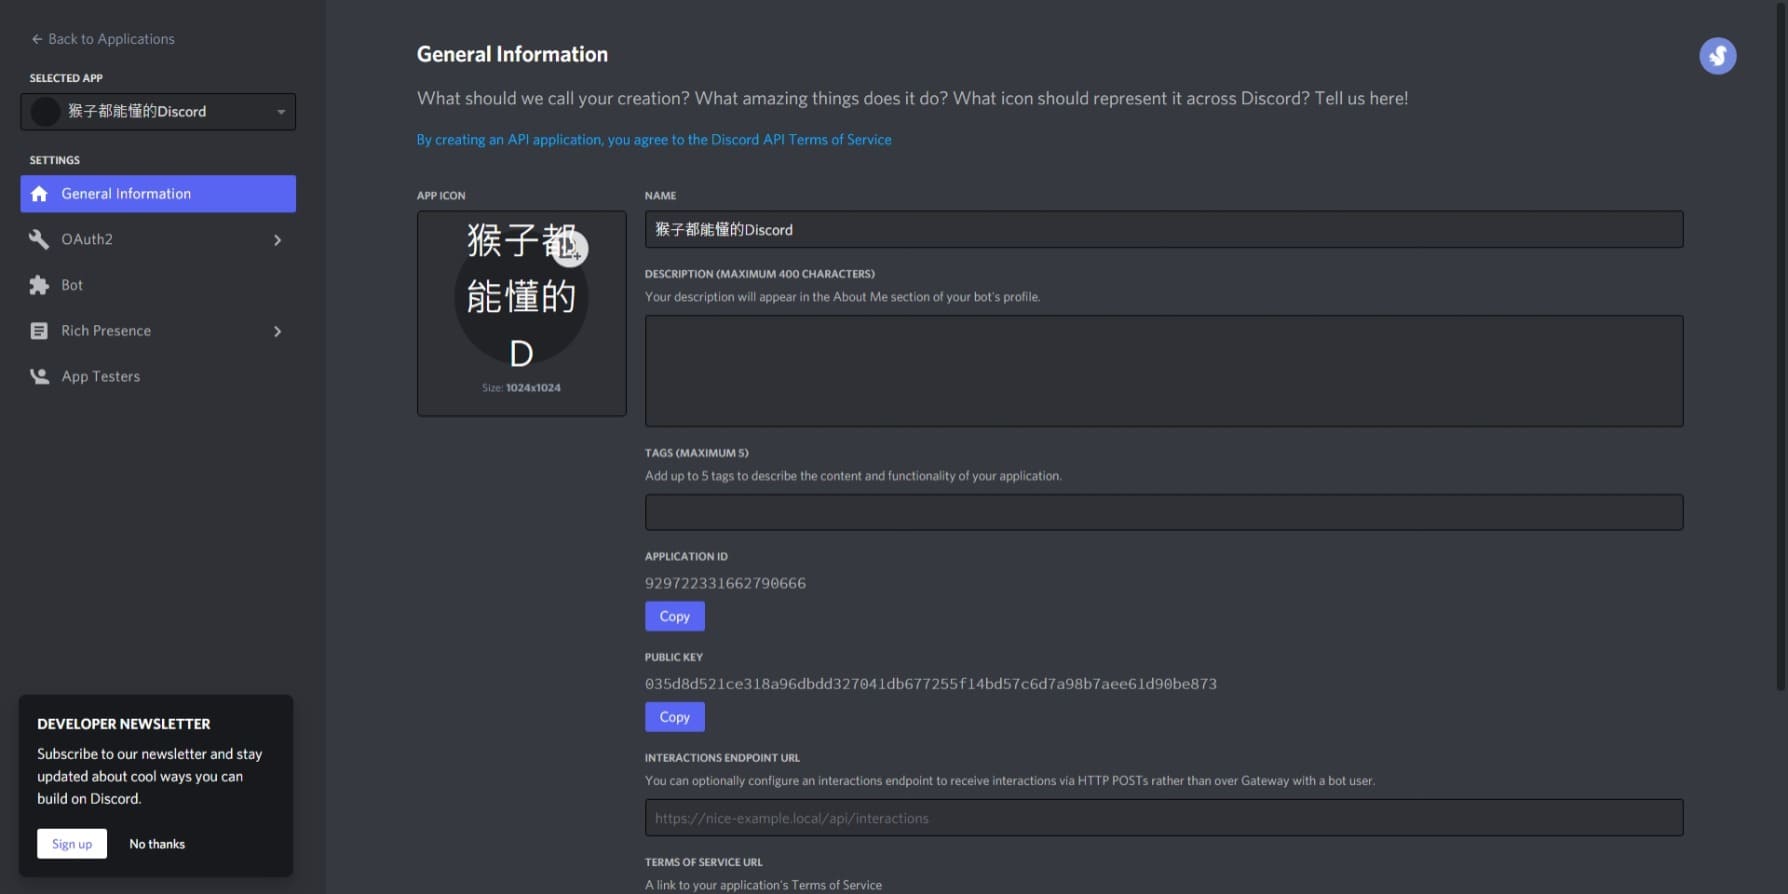 Back to Applications
SELECTED APP
猴子都能懂的Discord
SETTINGS
General Information
OAuth2
Bot
Rich Presence
App Testers
DEVELOPER NEWSLETTER
Subscribe to our newsletter and stay
updated about cool ways you can
build on Discord.
Sign up
No thanks
General Information
What should we call your creation? What amazing things does it do? What icon should represent it across Discord? Tell us here!
By creating an API application, you agree to the Discord API Terms of Service
APP ICON
猴子都
能懂的
D
Size: 1024x1024
NAME
猴子都能懂的Discord
DESCRIPTION (MAXIMUM 400 CHARACTERS)
Your description will appear in the About Me section of your bot's profile.
TAGS (MAXIMUM 5)
Add up to 5 tags to describe the content and functionality of your application.
APPLICATION ID
929722331662790666
Copy
PUBLIC KEY
035d8d521ce318a96dbdd327041db677255f14bd57c6d7a98b7aee61d90be873
Copy
INTERACTIONS ENDPOINT URL
You can optionally configure an interactions endpoint to receive interactions via HTTP POSTs rather than over Gateway with a bot user.
https://nice-example.local/api/interactions
TERMS OF SERVICE URL
A link to your application's Terms of Service